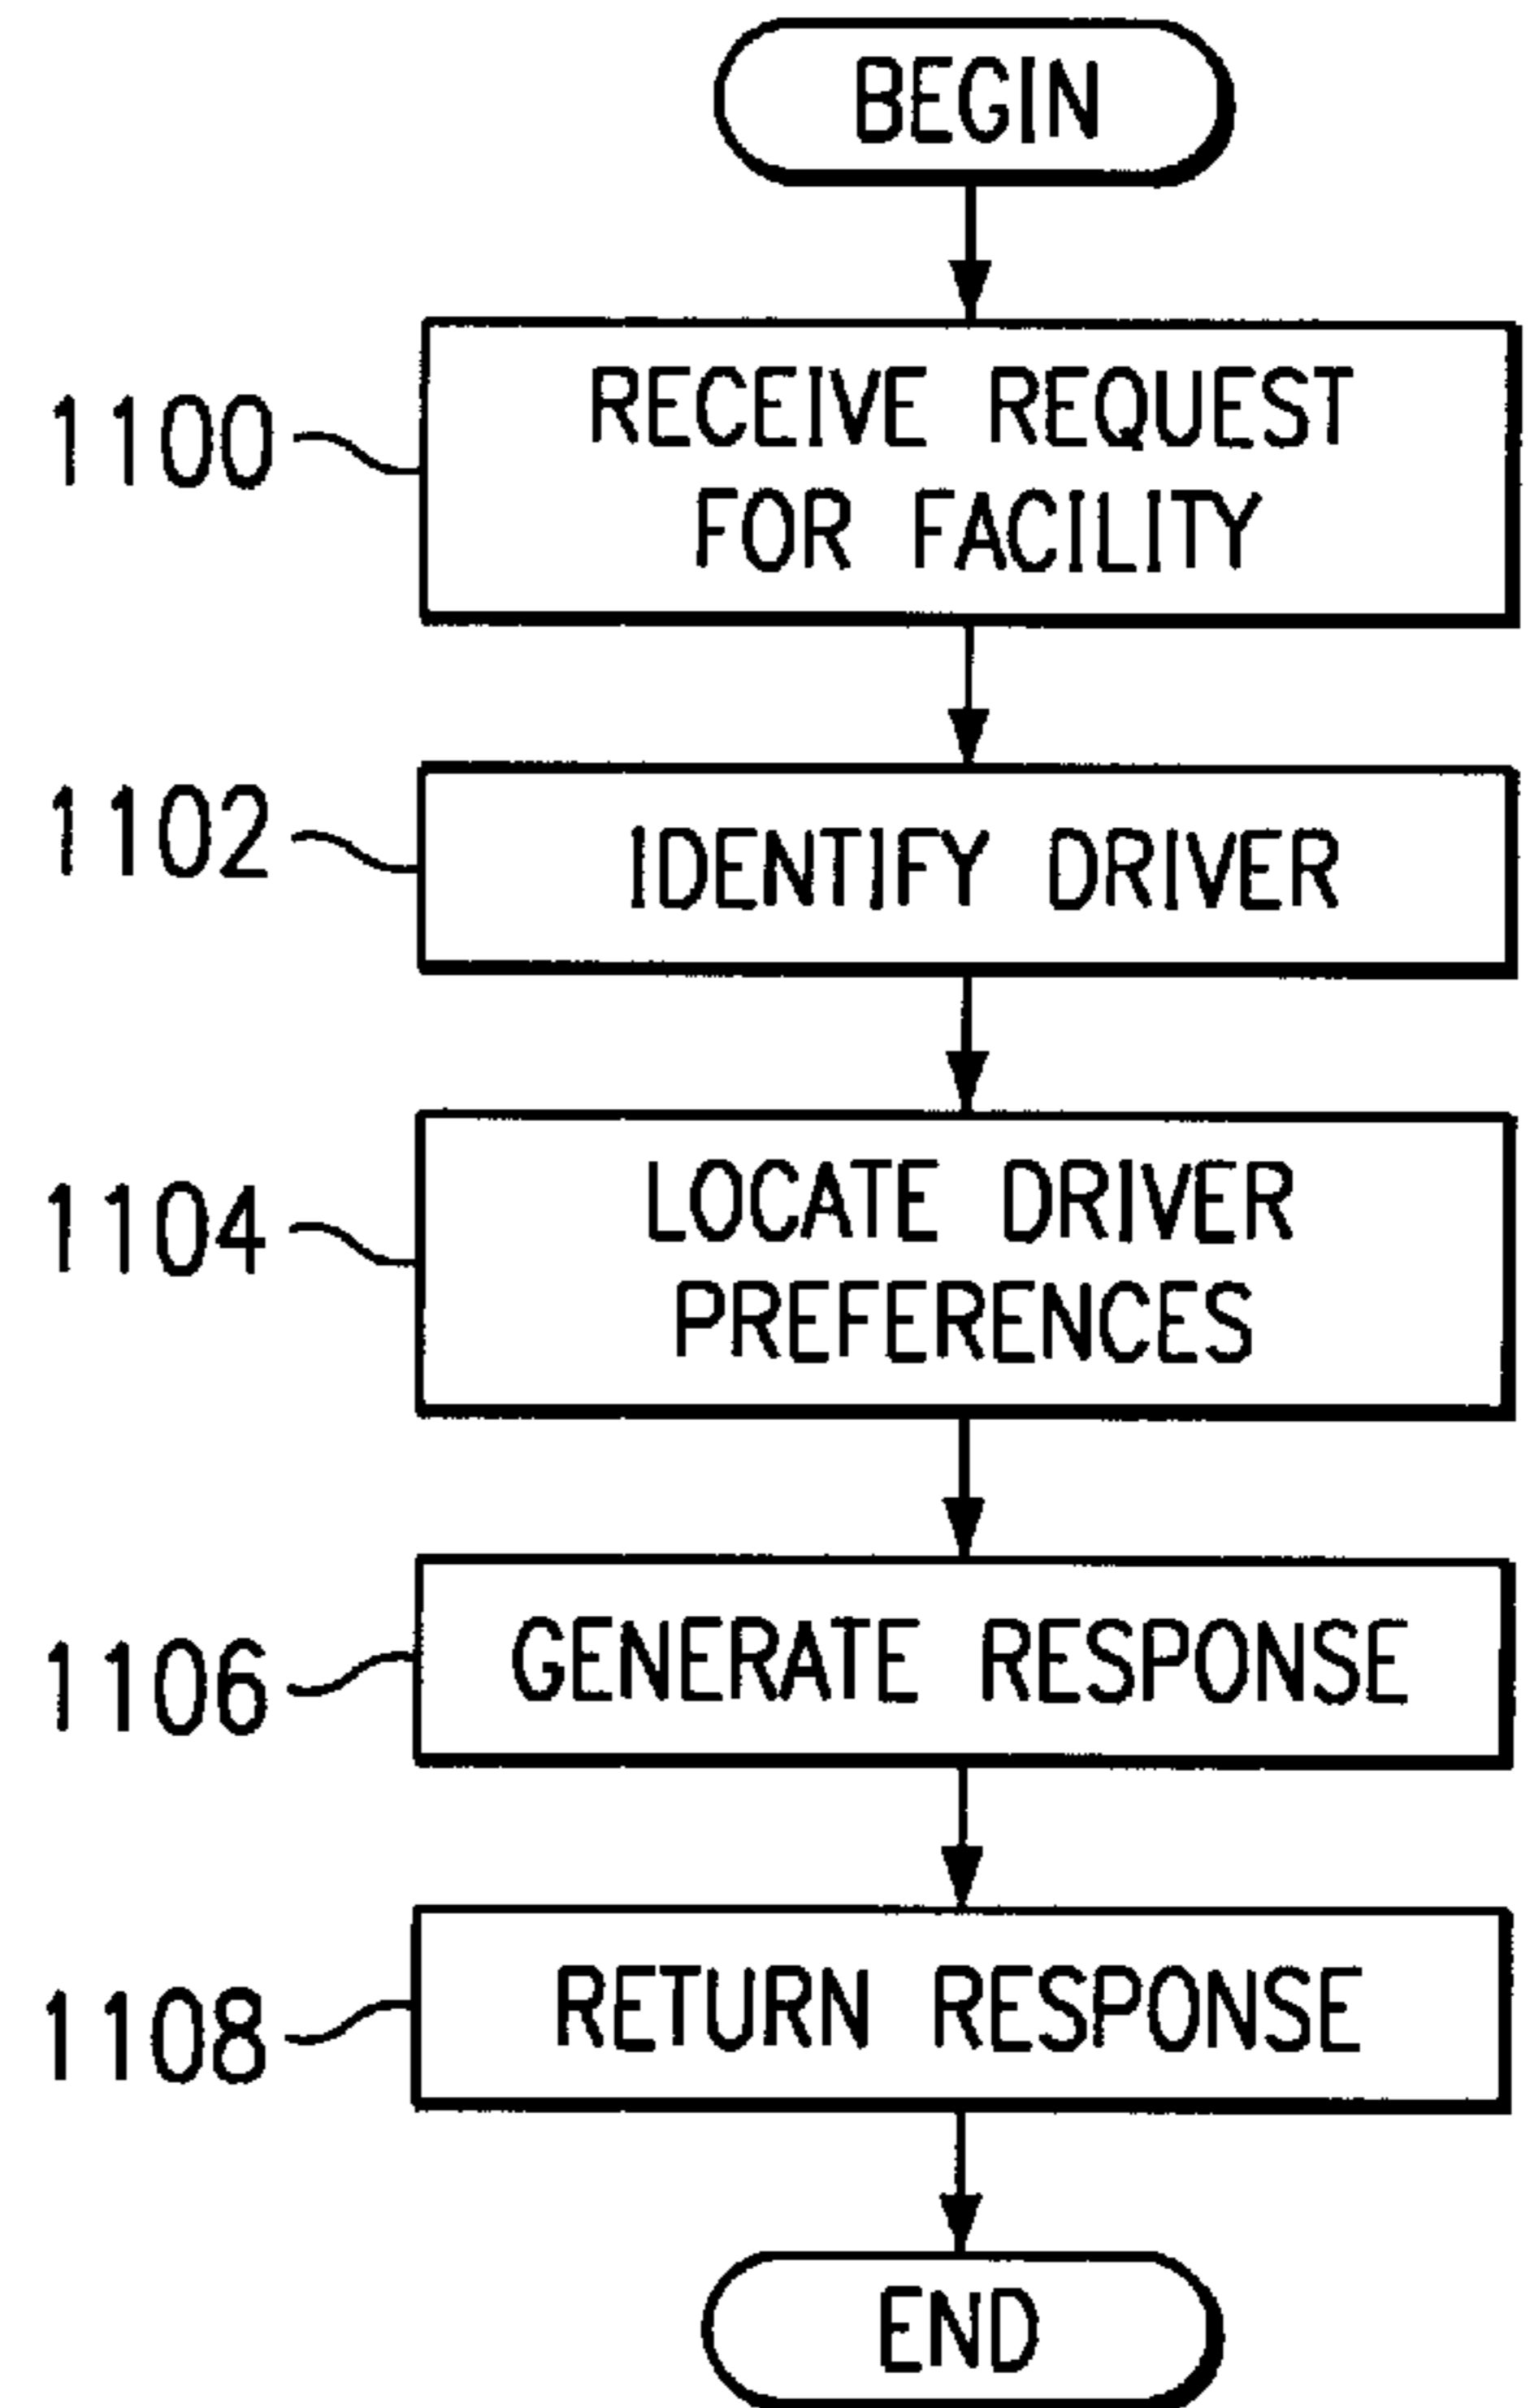 BEGIN
1100
RECEIVE REQUEST
FOR FACILITY
1102
IDENTIFY DRIVER
1104
LOCATE DRIVER
PREFERENCES
1106
GENERATE RESPONSE
1108
RETURN RESPONSE
END